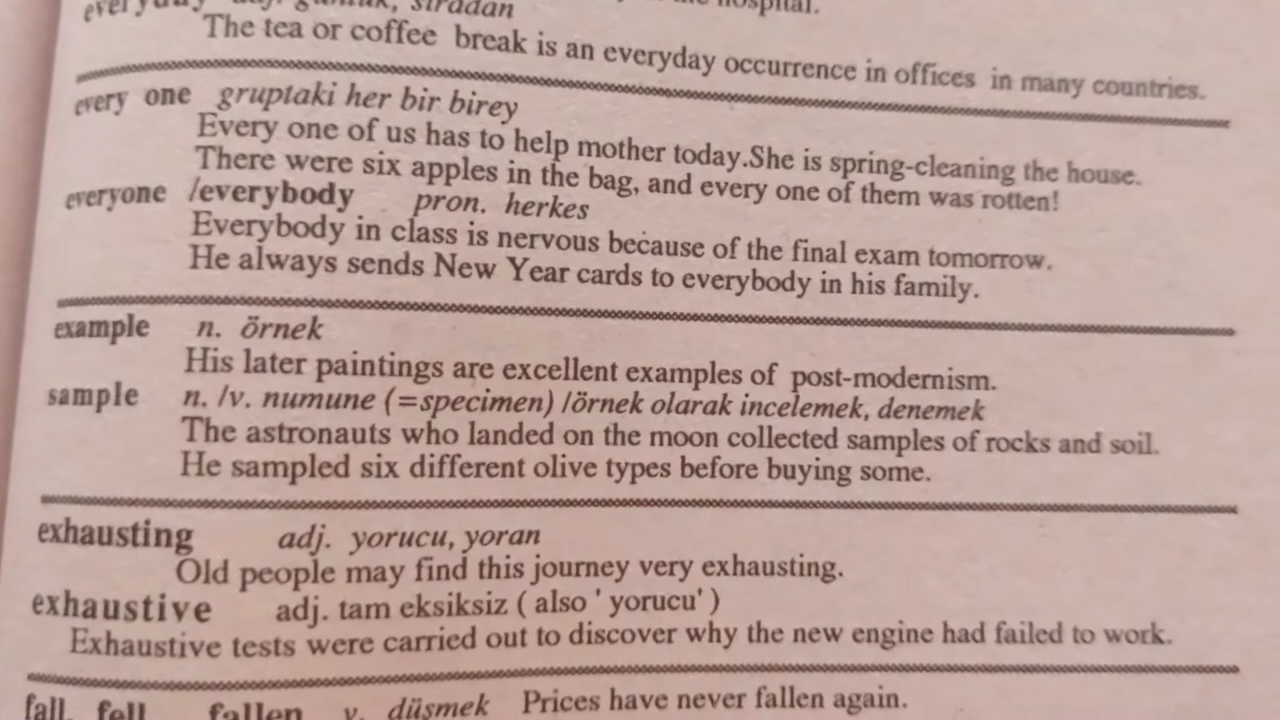 everyday adj. günlük, sıradan hospital.
The tea or coffee break is an everyday occurrence in offices in many countries.
every one gruptaki her bir birey
Every one of us has to help mother today.She is spring-cleaning the house.
There were six apples in the bag, and every one of them was rotten!
everyone /everybody pron. herkes
Everybody in class is nervous because of the final exam tomorrow.
He always sends New Year cards to everybody in his family.
example n. örnek
His later paintings are excellent examples of post-modernism.
sample n. /v. numune (=specimen) /örnek olarak incelemek, denemek
The astronauts who landed on the moon collected samples of rocks and soil.
He sampled six different olive types before buying some.
exhausting adj. yorucu, yoran
Old people may find this journey very exhausting.
exhaustive adj. tam eksiksiz ( also ' yorucu' )
Exhaustive tests were carried out to discover why the new engine had failed to work.
fall, fell fallen v. düşmek Prices have never fallen again.